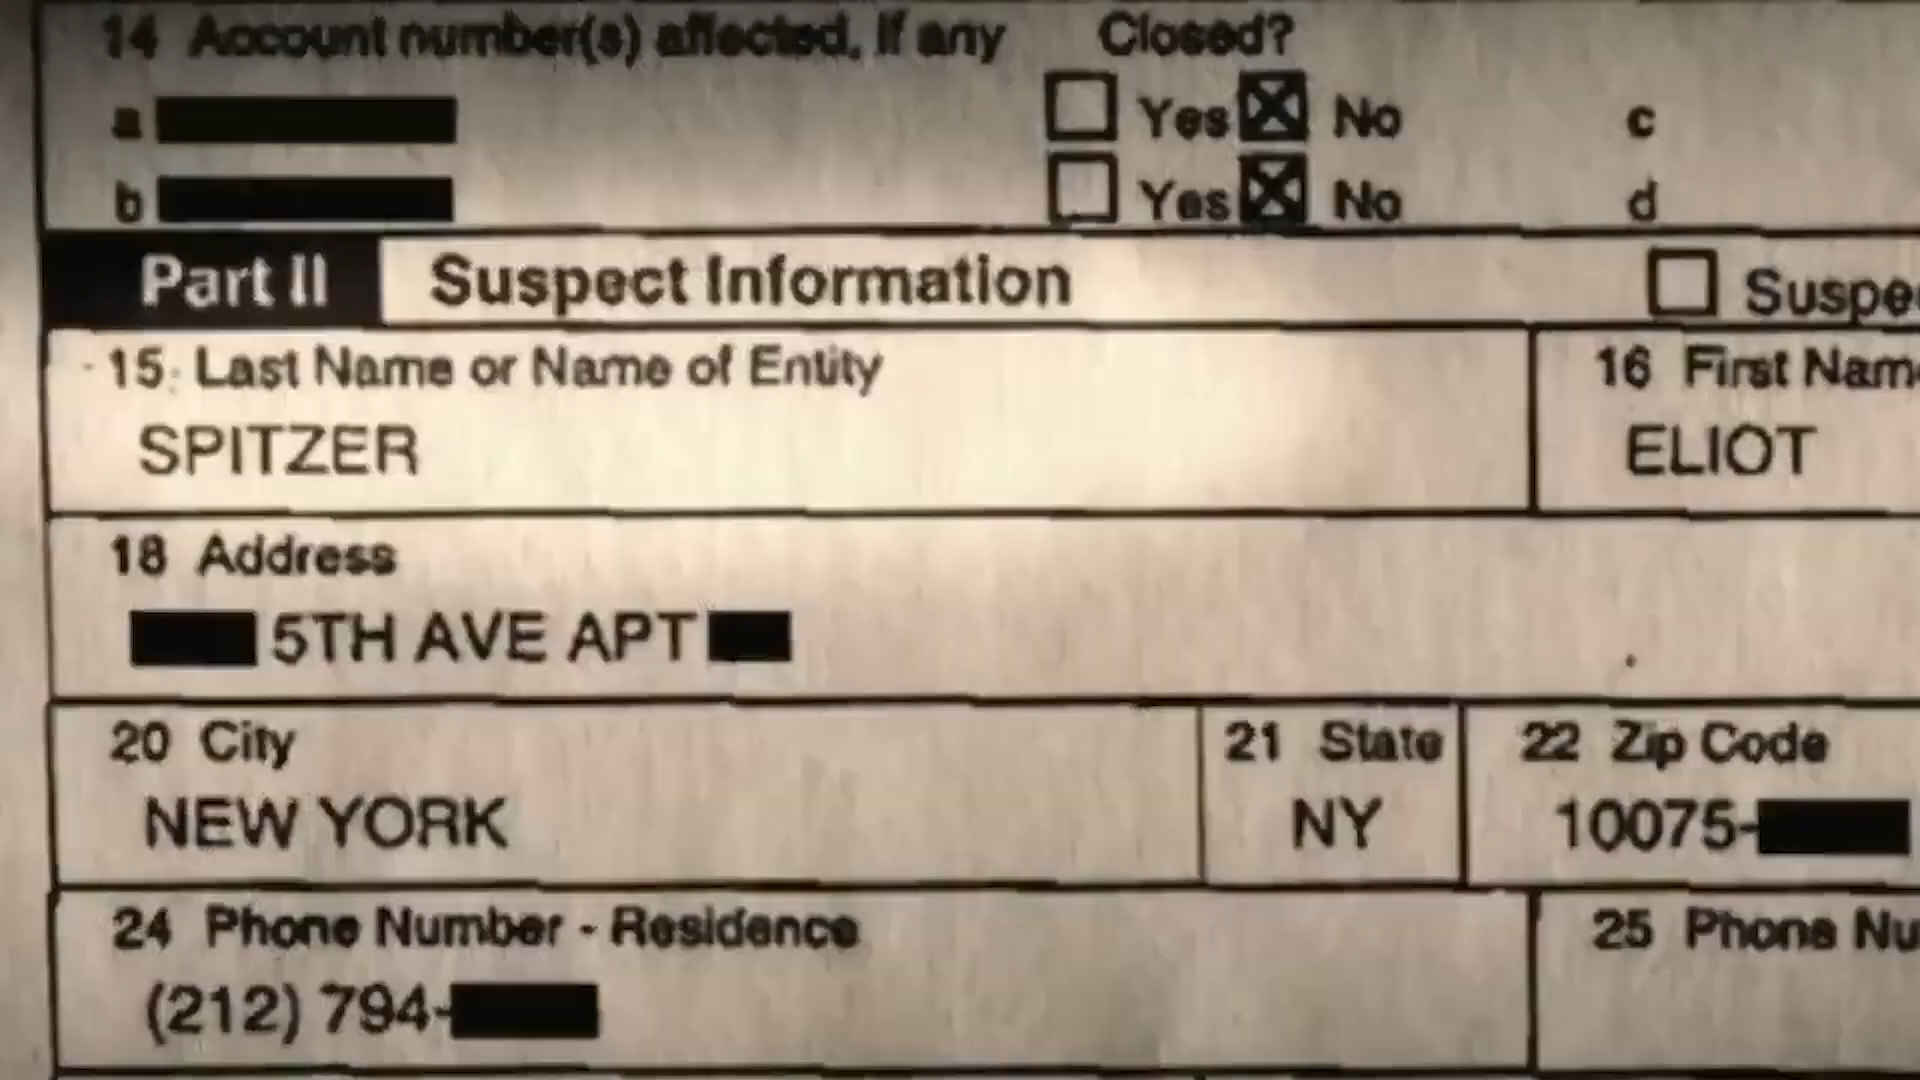 14 Account number(s) affected, if any Closed?
a Yes No c
b Yes No d
Part II Suspect Information Suspe
15 Last Name or Name of Entity 16 First Name
SPITZER ELIOT
18 Address
5TH AVE APT
20 City 21 State 22 Zip Code
NEW YORK NY 10075-
24 Phone Number - Residence 25 Phone Nu
(212) 794-